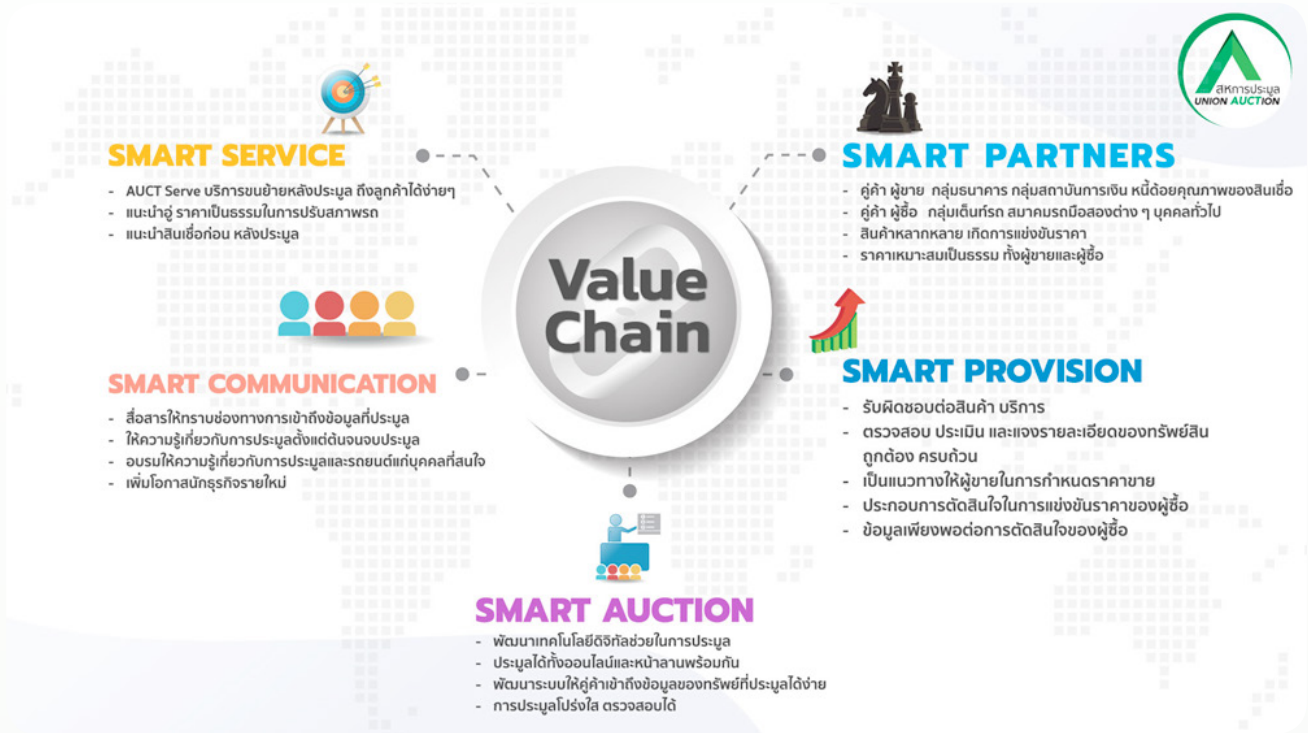 สหการประมูล
UNION AUCTION
SMART SERVICE
- AUCT Serve บริการขนย้ายหลังประมูล ถึงลูกค้าได้ง่ายๆ
- แนะนำอู่ ราคาเป็นธรรมในการปรับสภาพรถ
- แนะนำสินเชื่อก่อน หลังประมูล
SMART PARTNERS
- คู่ค้า ผู้ขาย กลุ่มธนาคาร กลุ่มสถาบันการเงิน หนี้ด้อยคุณภาพของสินเชื่อ
- คู่ค้า ผู้ซื้อ กลุ่มเต็นท์รถ สมาคมรถมือสองต่าง ๆ บุคคลทั่วไป
- สินค้าหลากหลาย เกิดการแข่งขันราคา
- ราคาเหมาะสมเป็นธรรม ทั้งผู้ขายและผู้ซื้อ
Value
Chain
SMART COMMUNICATION
- สื่อสารให้ทราบช่องทางการเข้าถึงข้อมูลที่ประมูล
- ให้ความรู้เกี่ยวกับการประมูลตั้งแต่ต้นจนจบประมูล
- อบรมให้ความรู้เกี่ยวกับการประมูลและรถยนต์แก่บุคคลที่สนใจ
- เพิ่มโอกาสนักธุรกิจรายใหม่
SMART PROVISION
- รับผิดชอบต่อสินค้า บริการ
- ตรวจสอบ ประเมิน และแจงรายละเอียดของทรัพย์สิน
ถูกต้อง ครบถ้วน
- เป็นแนวทางให้ผู้ขายในการกำหนดราคาขาย
- ประกอบการตัดสินใจในการแข่งขันราคาของผู้ซื้อ
- ข้อมูลเพียงพอต่อการตัดสินใจของผู้ซื้อ
SMART AUCTION
- พัฒนาเทคโนโลยีดิจิทัลช่วยในการประมูล
- ประมูลได้ทั้งออนไลน์และหน้าลานพร้อมกัน
- พัฒนาระบบให้คู่ค้าเข้าถึงข้อมูลของทรัพย์ที่ประมูลได้ง่าย
- การประมูลโปร่งใส ตรวจสอบได้